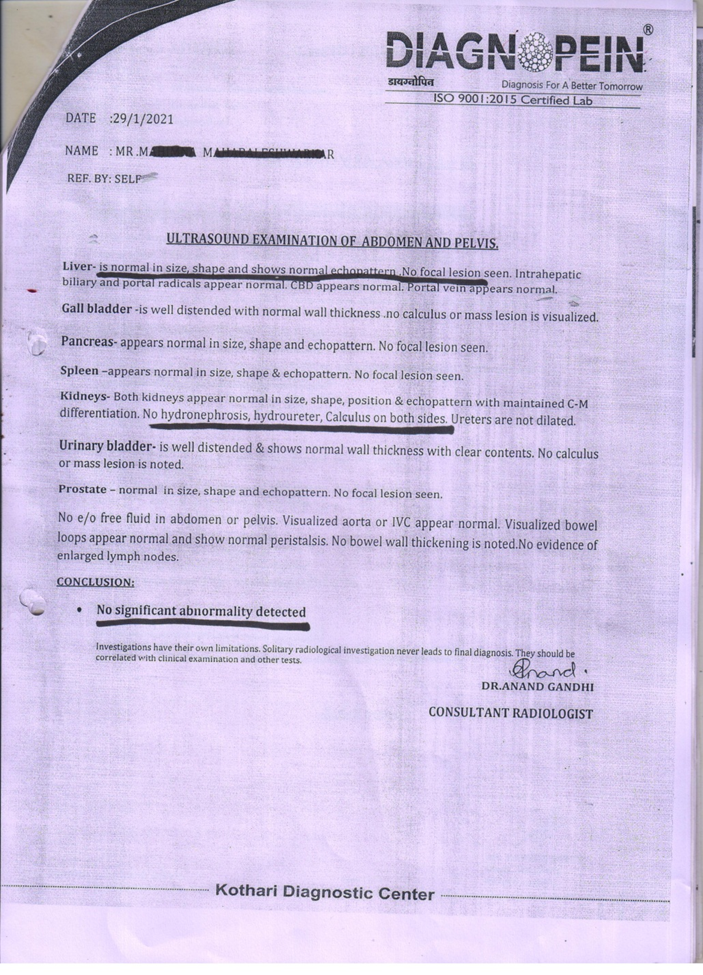 DIAGNOPEIN®
डायग्नोपिन
Diagnosis For A Better Tomorrow
ISO 9001:2015 Certified Lab
DATE :29/1/2021
NAME : MR.M
REF. BY: SELF
ULTRASOUND EXAMINATION OF ABDOMEN AND PELVIS.
Liver- is normal in size, shape and shows normal echopattern .No focal lesion seen. Intrahepatic
biliary and portal radicals appear normal. CBD appears normal. Portal vein appears normal.
Gall bladder -is well distended with normal wall thickness .no calculus or mass lesion is visualized.
Pancreas- appears normal in size, shape and echopattern. No focal lesion seen.
Spleen –appears normal in size, shape & echopattern. No focal lesion seen.
Kidneys- Both kidneys appear normal in size, shape, position & echopattern with maintained C-M
differentiation. No hydronephrosis, hydroureter, Calculus on both sides. Ureters are not dilated.
Urinary bladder- is well distended & shows normal wall thickness with clear contents. No calculus
or mass lesion is noted.
Prostate – normal in size, shape and echopattern. No focal lesion seen.
No e/o free fluid in abdomen or pelvis. Visualized aorta or IVC appear normal. Visualized bowel
loops appear normal and show normal peristalsis. No bowel wall thickening is noted.No evidence of
enlarged lymph nodes.
CONCLUSION:
• No significant abnormality detected
Investigations have their own limitations. Solitary radiological investigation never leads to final diagnosis. They should be
correlated with clinical examination and other tests.
Anand.
DR.ANAND GANDHI
CONSULTANT RADIOLOGIST
Kothari Diagnostic Center